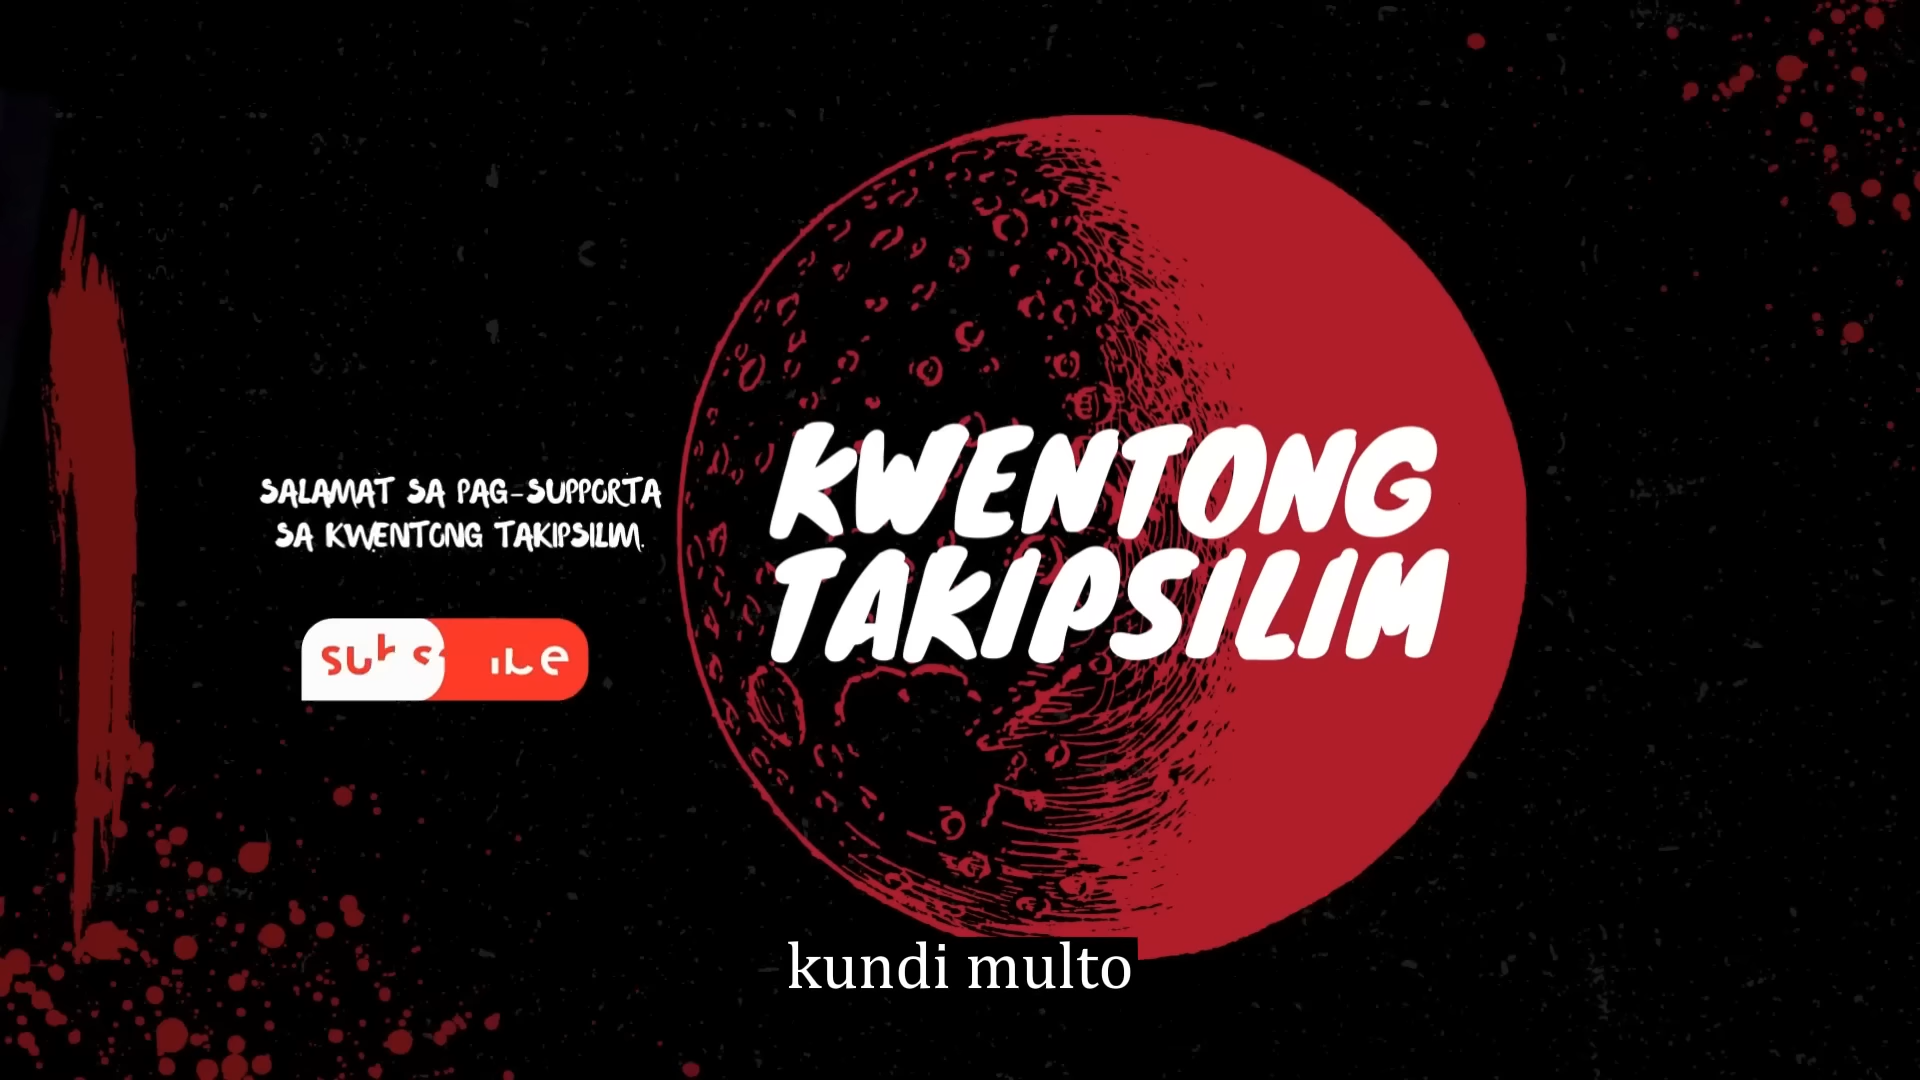 SALAMAT SA PAG-SUPPORTA
SA KWENTONG TAKIPSILIM.
KWENTONG
TAKIPSILIM
kundi multo